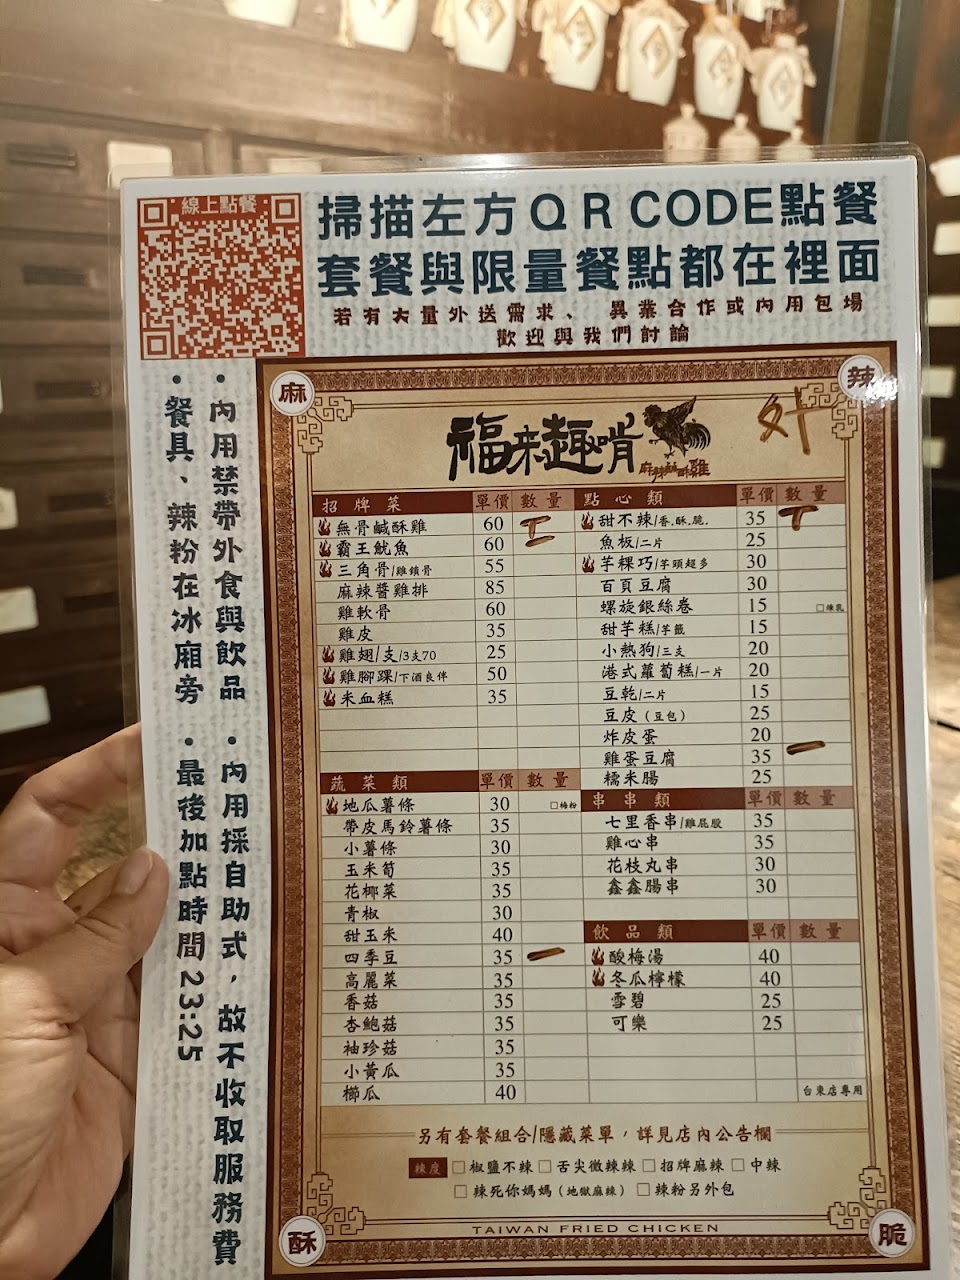 線上點餐
掃描左方QR CODE點餐
套餐與限量餐點都在裡面
若有大量外送需求、異業合作或內用包場
歡迎與我們討論
・內用禁帶外食與飲品
・餐具、辣粉在冰廂旁
・內用採自助式，故不收取服務費
・最後加點時間23:25
麻
辣
福來趣啃
麻辣鹹酥雞
外
招牌菜 單價 數量
無骨鹹酥雞 60
霸王魷魚 60 一
三角骨/雞鎖骨 55
麻辣醬雞排 85
雞軟骨 60
雞皮 35
雞翅/支/3支70 25
雞腳踝/下酒良伴 50
米血糕 35
蔬菜類 單價 數量
地瓜薯條 30 □梅粉
帶皮馬鈴薯條 35
小薯條 30
玉米筍 35
花椰菜 35
青椒 30
甜玉米 40
四季豆 35 一
高麗菜 35
香菇 35
杏鮑菇 35
袖珍菇 35
小黃瓜 35
櫛瓜 40
點心類 單價 數量
甜不辣/香.酥.脆. 35
魚板/二片 25
芋粿巧/芋頭超多 30
百頁豆腐 30
螺旋銀絲卷 15 □煉乳
甜芋糕/芋籤 15
小熱狗/三支 20
港式蘿蔔糕/一片 20
豆乾/二片 15
豆皮（豆包） 25
炸皮蛋 20
雞蛋豆腐 35 一
糯米腸 25
串串類 單價 數量
七里香串/雞屁股 35
雞心串 35
花枝丸串 30
鑫鑫腸串 30
飲品類 單價 數量
酸梅湯 40
冬瓜檸檬 40
雪碧 25
可樂 25
台東店專用
另有套餐組合/隱藏菜單，詳見店內公告欄
辣度 □椒鹽不辣 □舌尖微辣辣 □招牌麻辣 □中辣
□辣死你媽媽（地獄麻辣） □辣粉另外包
TAIWAN FRIED CHICKEN
酥
脆